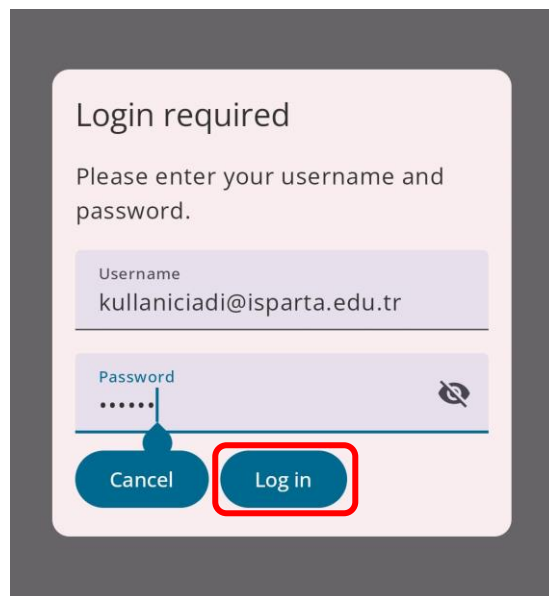 Login required
Please enter your username and
password.
Username
kullaniciadi@isparta.edu.tr
Password
••••••
Cancel
Log in